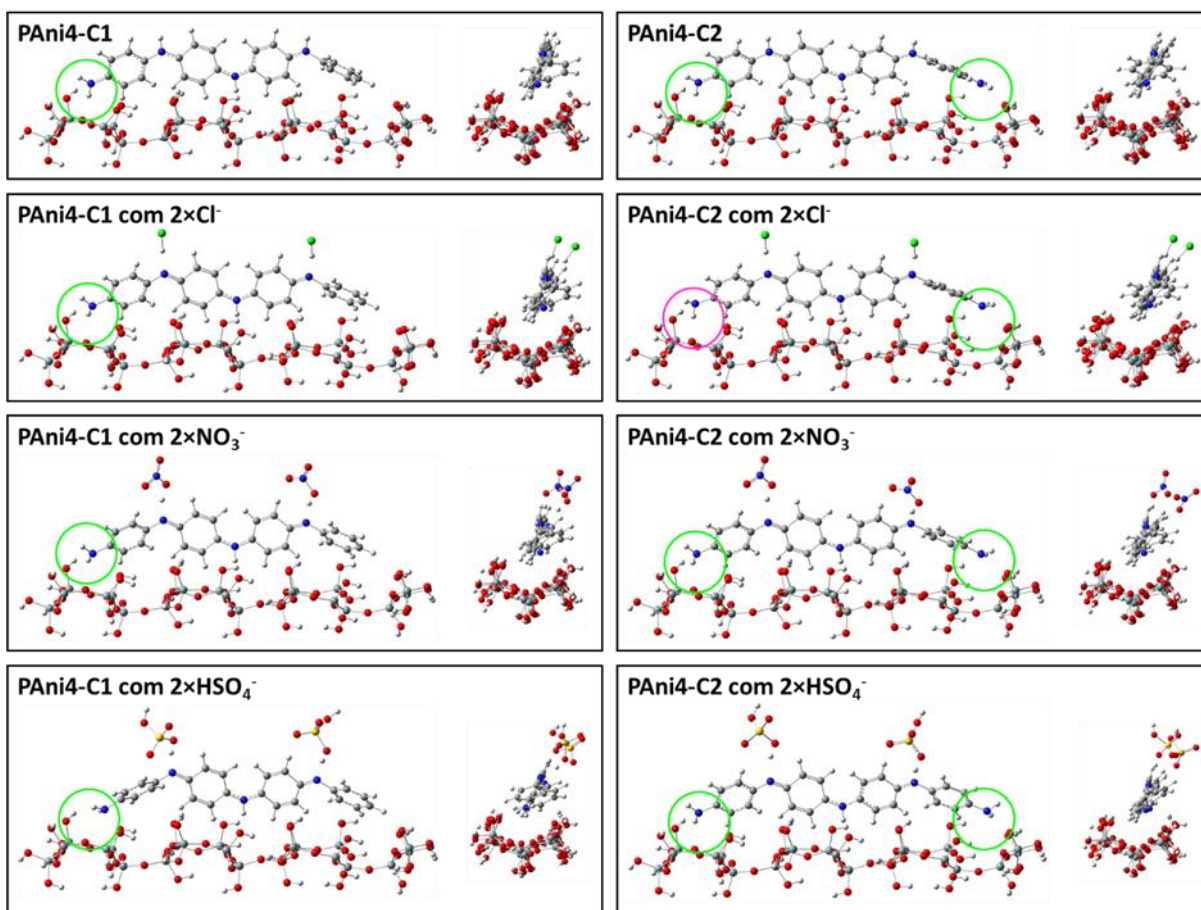 PAni4-C1
PAni4-C2
PAni4-C1 com 2×Cl⁻
PAni4-C2 com 2×Cl⁻
PAni4-C1 com 2×NO₃⁻
PAni4-C2 com 2×NO₃⁻
PAni4-C1 com 2×HSO₄⁻
PAni4-C2 com 2×HSO₄⁻